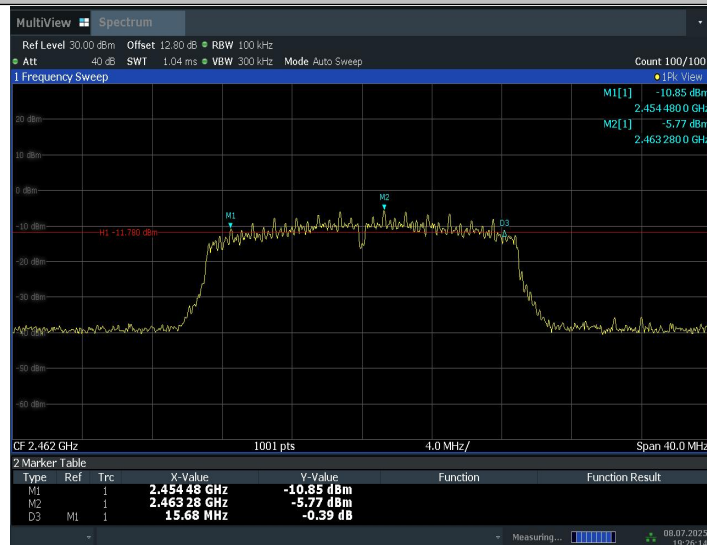 MultiView Spectrum
Ref Level 30.00 dBm Offset 12.80 dB RBW 100 kHz
Att 40 dB SWT 1.04 ms VBW 300 kHz Mode Auto Sweep Count 100/100
1 Frequency Sweep 1Pk View
M1[1] -10.85 dBm
2.454 480 0 GHz
M2[1] -5.77 dBm
2.463 280 0 GHz
20 dBm
10 dBm
0 dBm
M2
M1
D3
-10 dBm
H1 -11.780 dBm
-20 dBm
-30 dBm
-50 dBm
-60 dBm
CF 2.462 GHz 1001 pts 4.0 MHz/ Span 40.0 MHz
2 Marker Table
Type Ref Trc X-Value Y-Value Function Function Result
M1 1 2.454 48 GHz -10.85 dBm
M2 1 2.463 28 GHz -5.77 dBm
D3 M1 1 15.68 MHz -0.39 dB
Measuring... 08.07.2025
19:26:14